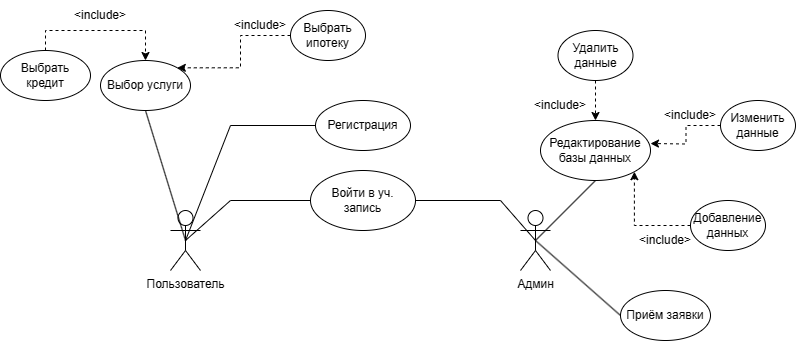 <include>
Выбрать
кредит
Выбор услуги
<include>
Выбрать
ипотеку
Регистрация
Войти в уч.
запись
Пользователь
Удалить
данные
<include>
Редактирование
базы данных
<include>
Изменить
данные
Добавление
данных
<include>
Админ
Приём заявки